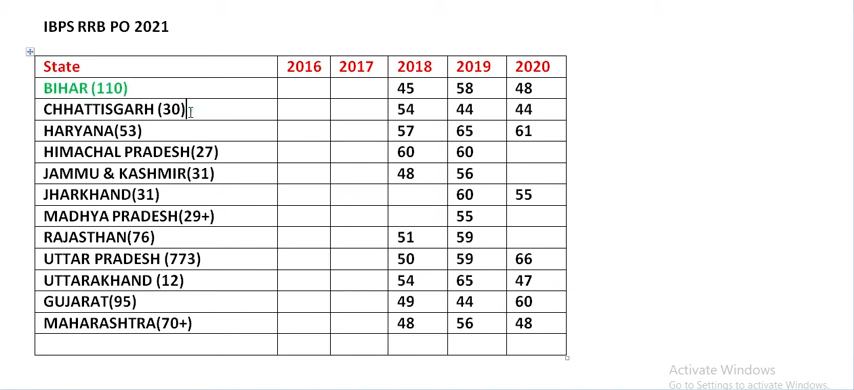 IBPS RRB PO 2021
State 2016 2017 2018 2019 2020
BIHAR (110) 45 58 48
CHHATTISGARH (30) 54 44 44
HARYANA(53) 57 65 61
HIMACHAL PRADESH(27) 60 60
JAMMU & KASHMIR(31) 48 56
JHARKHAND(31) 60 55
MADHYA PRADESH(29+) 55
RAJASTHAN(76) 51 59
UTTAR PRADESH (773) 50 59 66
UTTARAKHAND (12) 54 65 47
GUJARAT(95) 49 44 60
MAHARASHTRA(70+) 48 56 48
Activate Windows
Go to Settings to activate Windows.